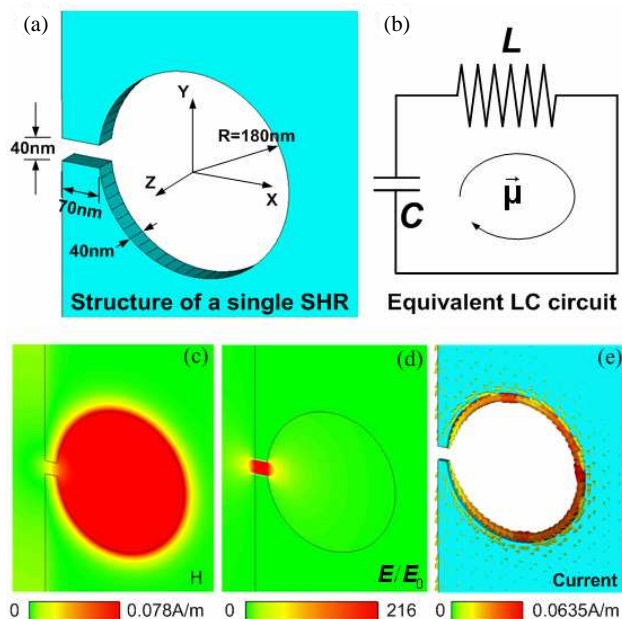 (a)
Y
R=180nm
40nm
Z
X
70nm
40nm
Structure of a single SHR
(b)
L
C
μ⃗
Equivalent LC circuit
(c)
H
0 0.078A/m
(d)
E/E₀
0 216
(e)
Current
0 0.0635A/m